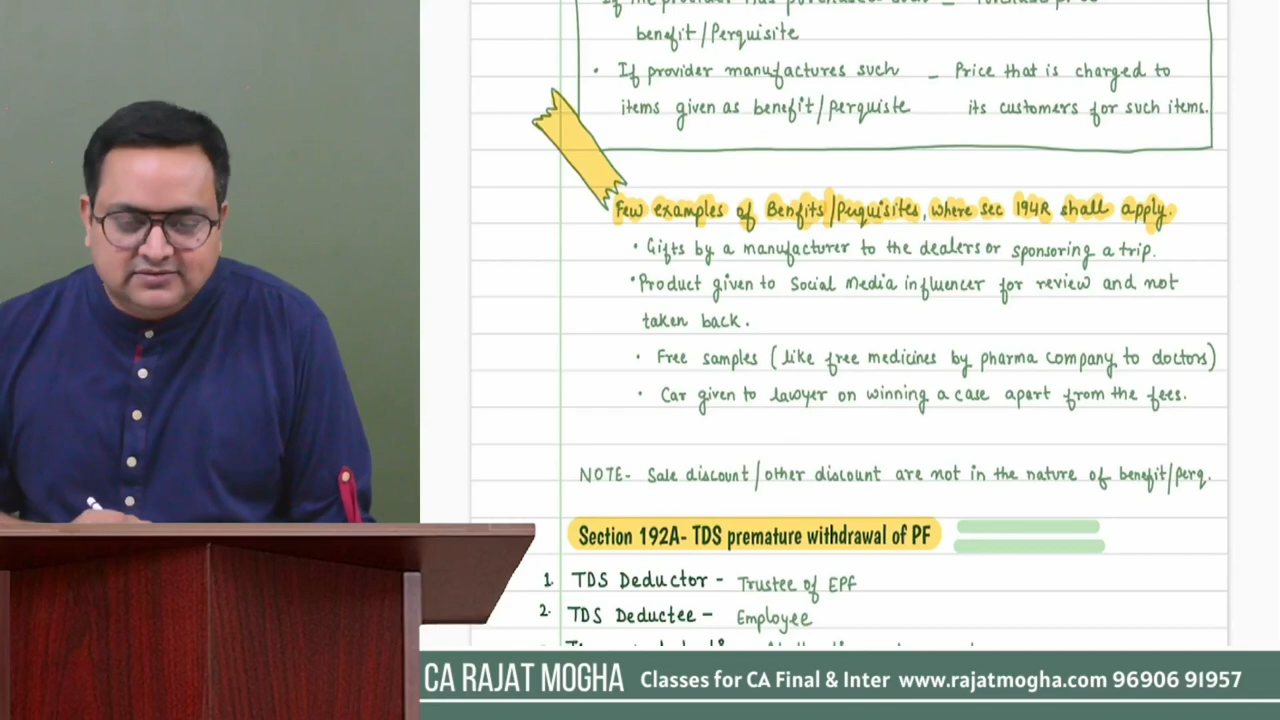 benefit/Perquisite
• If provider manufactures such – Price that is charged to
items given as benefit/perquiste its customers for such items.
Few examples of Benfits/Perquisites, where sec 194R shall apply.
• Gifts by a manufacturer to the dealers or sponsoring a trip.
• Product given to Social Media influencer for review and not
taken back.
• Free samples (like free medicines by pharma company to doctors)
• Car given to lawyer on winning a case apart from the fees.
NOTE- Sale discount/other discount are not in the nature of benefit/perq.
Section 192A- TDS premature withdrawal of PF
1. TDS Deductor - Trustee of EPF
2. TDS Deductee - Employee
CA RAJAT MOGHA Classes for CA Final & Inter www.rajatmogha.com 96906 91957